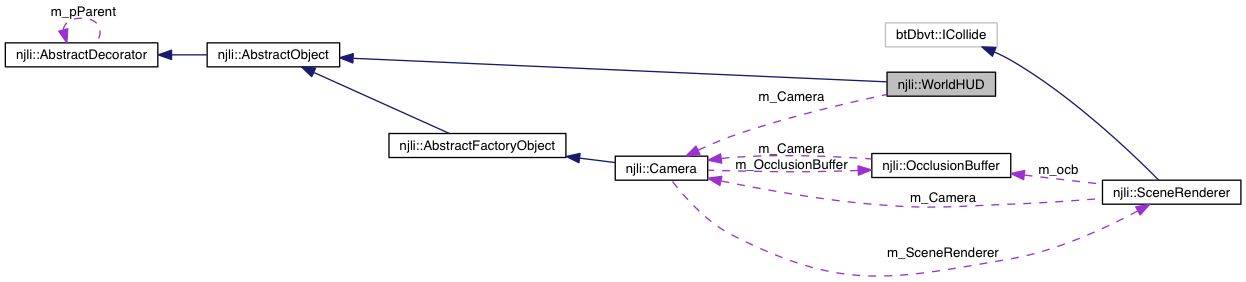 m_pParent
njli::AbstractDecorator
njli::AbstractObject
btDbvt::ICollide
njli::WorldHUD
m_Camera
njli::AbstractFactoryObject
m_Camera
m_OcclusionBuffer
njli::Camera
njli::OcclusionBuffer
m_ocb
njli::SceneRenderer
m_Camera
m_SceneRenderer